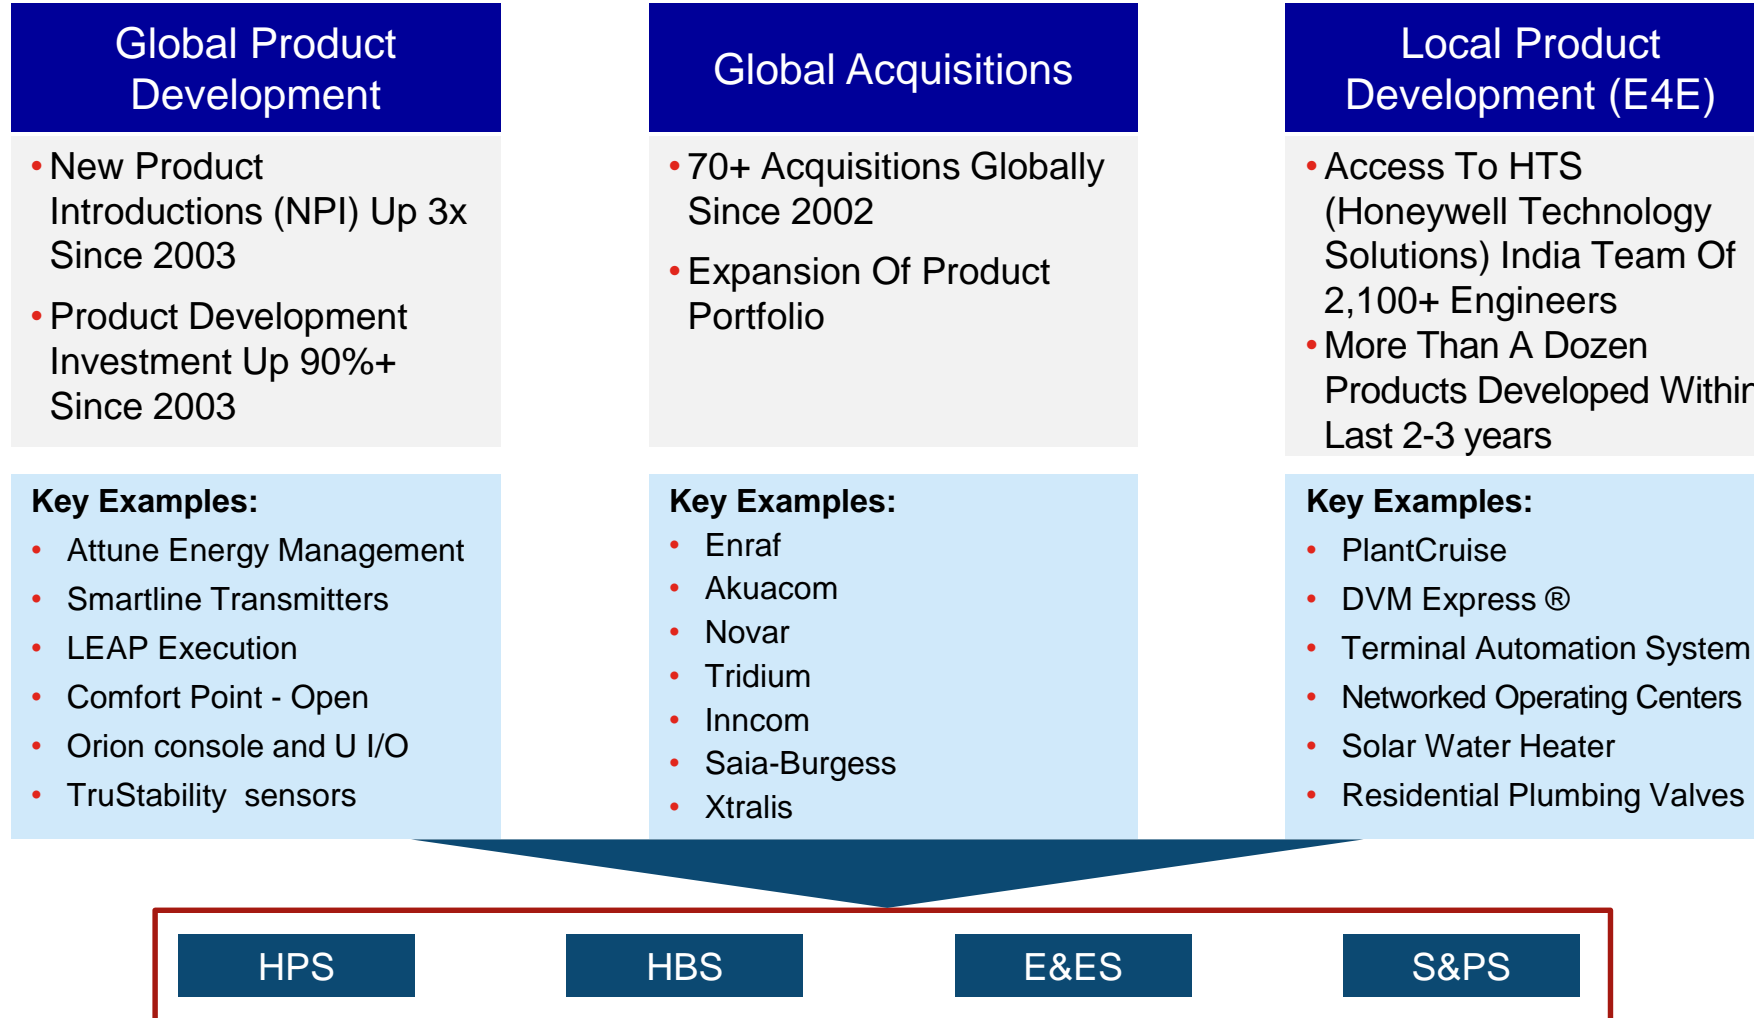 Global Product
Development
• New Product
Introductions (NPI) Up 3x
Since 2003
• Product Development
Investment Up 90%+
Since 2003
Key Examples:
• Attune Energy Management
• Smartline Transmitters
• LEAP Execution
• Comfort Point - Open
• Orion console and U I/O
• TruStability sensors
Global Acquisitions
• 70+ Acquisitions Globally
Since 2002
• Expansion Of Product
Portfolio
Key Examples:
• Enraf
• Akuacom
• Novar
• Tridium
• Inncom
• Saia-Burgess
• Xtralis
Local Product
Development (E4E)
• Access To HTS
(Honeywell Technology
Solutions) India Team Of
2,100+ Engineers
• More Than A Dozen
Products Developed Within
Last 2-3 years
Key Examples:
• PlantCruise
• DVM Express ®
• Terminal Automation System
• Networked Operating Centers
• Solar Water Heater
• Residential Plumbing Valves
HPS
HBS
E&ES
S&PS